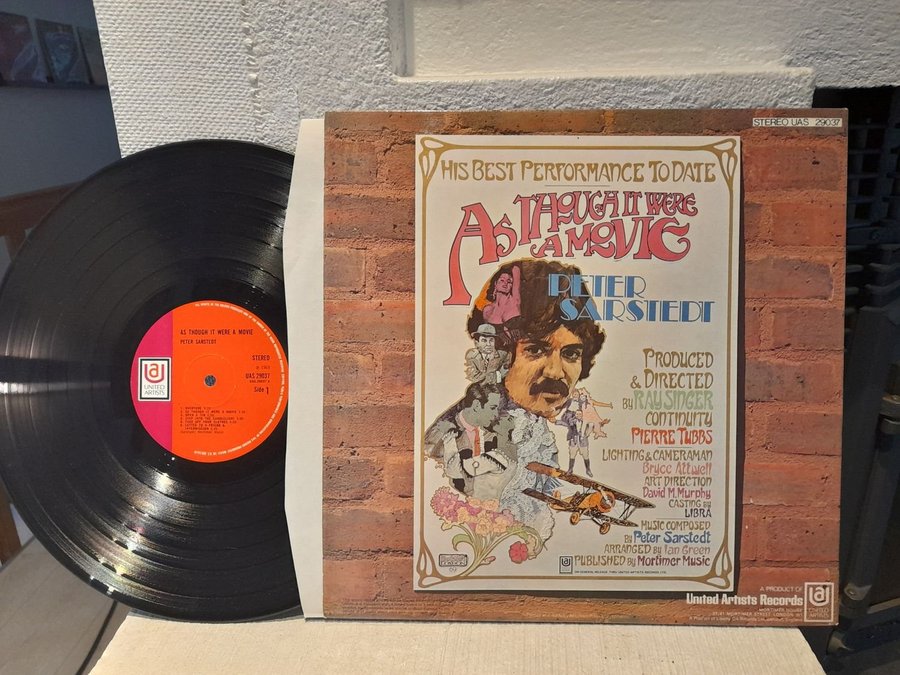 AS THOUGH IT WERE A MOVIE
PETER SARSTEDT
STEREO
UAS 29037
Side 1
UNITED
ARTISTS
STEREO UAS 29037
HIS BEST PERFORMANCE TO DATE
AS THOUGH IT WERE
A MOVIE
PETER
SARSTEDT
PRODUCED
& DIRECTED
BY RAY SINGER
CONTINUITY
PIERRE TUBBS
LIGHTING & CAMERAMAN
Bryce Attwell
ART DIRECTION
David M. Murphy
CASTING BY
LIBRA
MUSIC COMPOSED
BY Peter Sarstedt
ARRANGED BY Ian Green
PUBLISHED BY Mortimer Music
A PRODUCT OF
United Artists Records
UNITED
ARTISTS